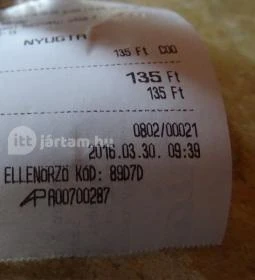 NYUGTA
135 Ft C00
135 Ft
135 Ft
0802/00021
itt jártam.hu
2016.03.30. 09:39
ELLENŐRZŐ KÓD: 89D7D
AP A00700287